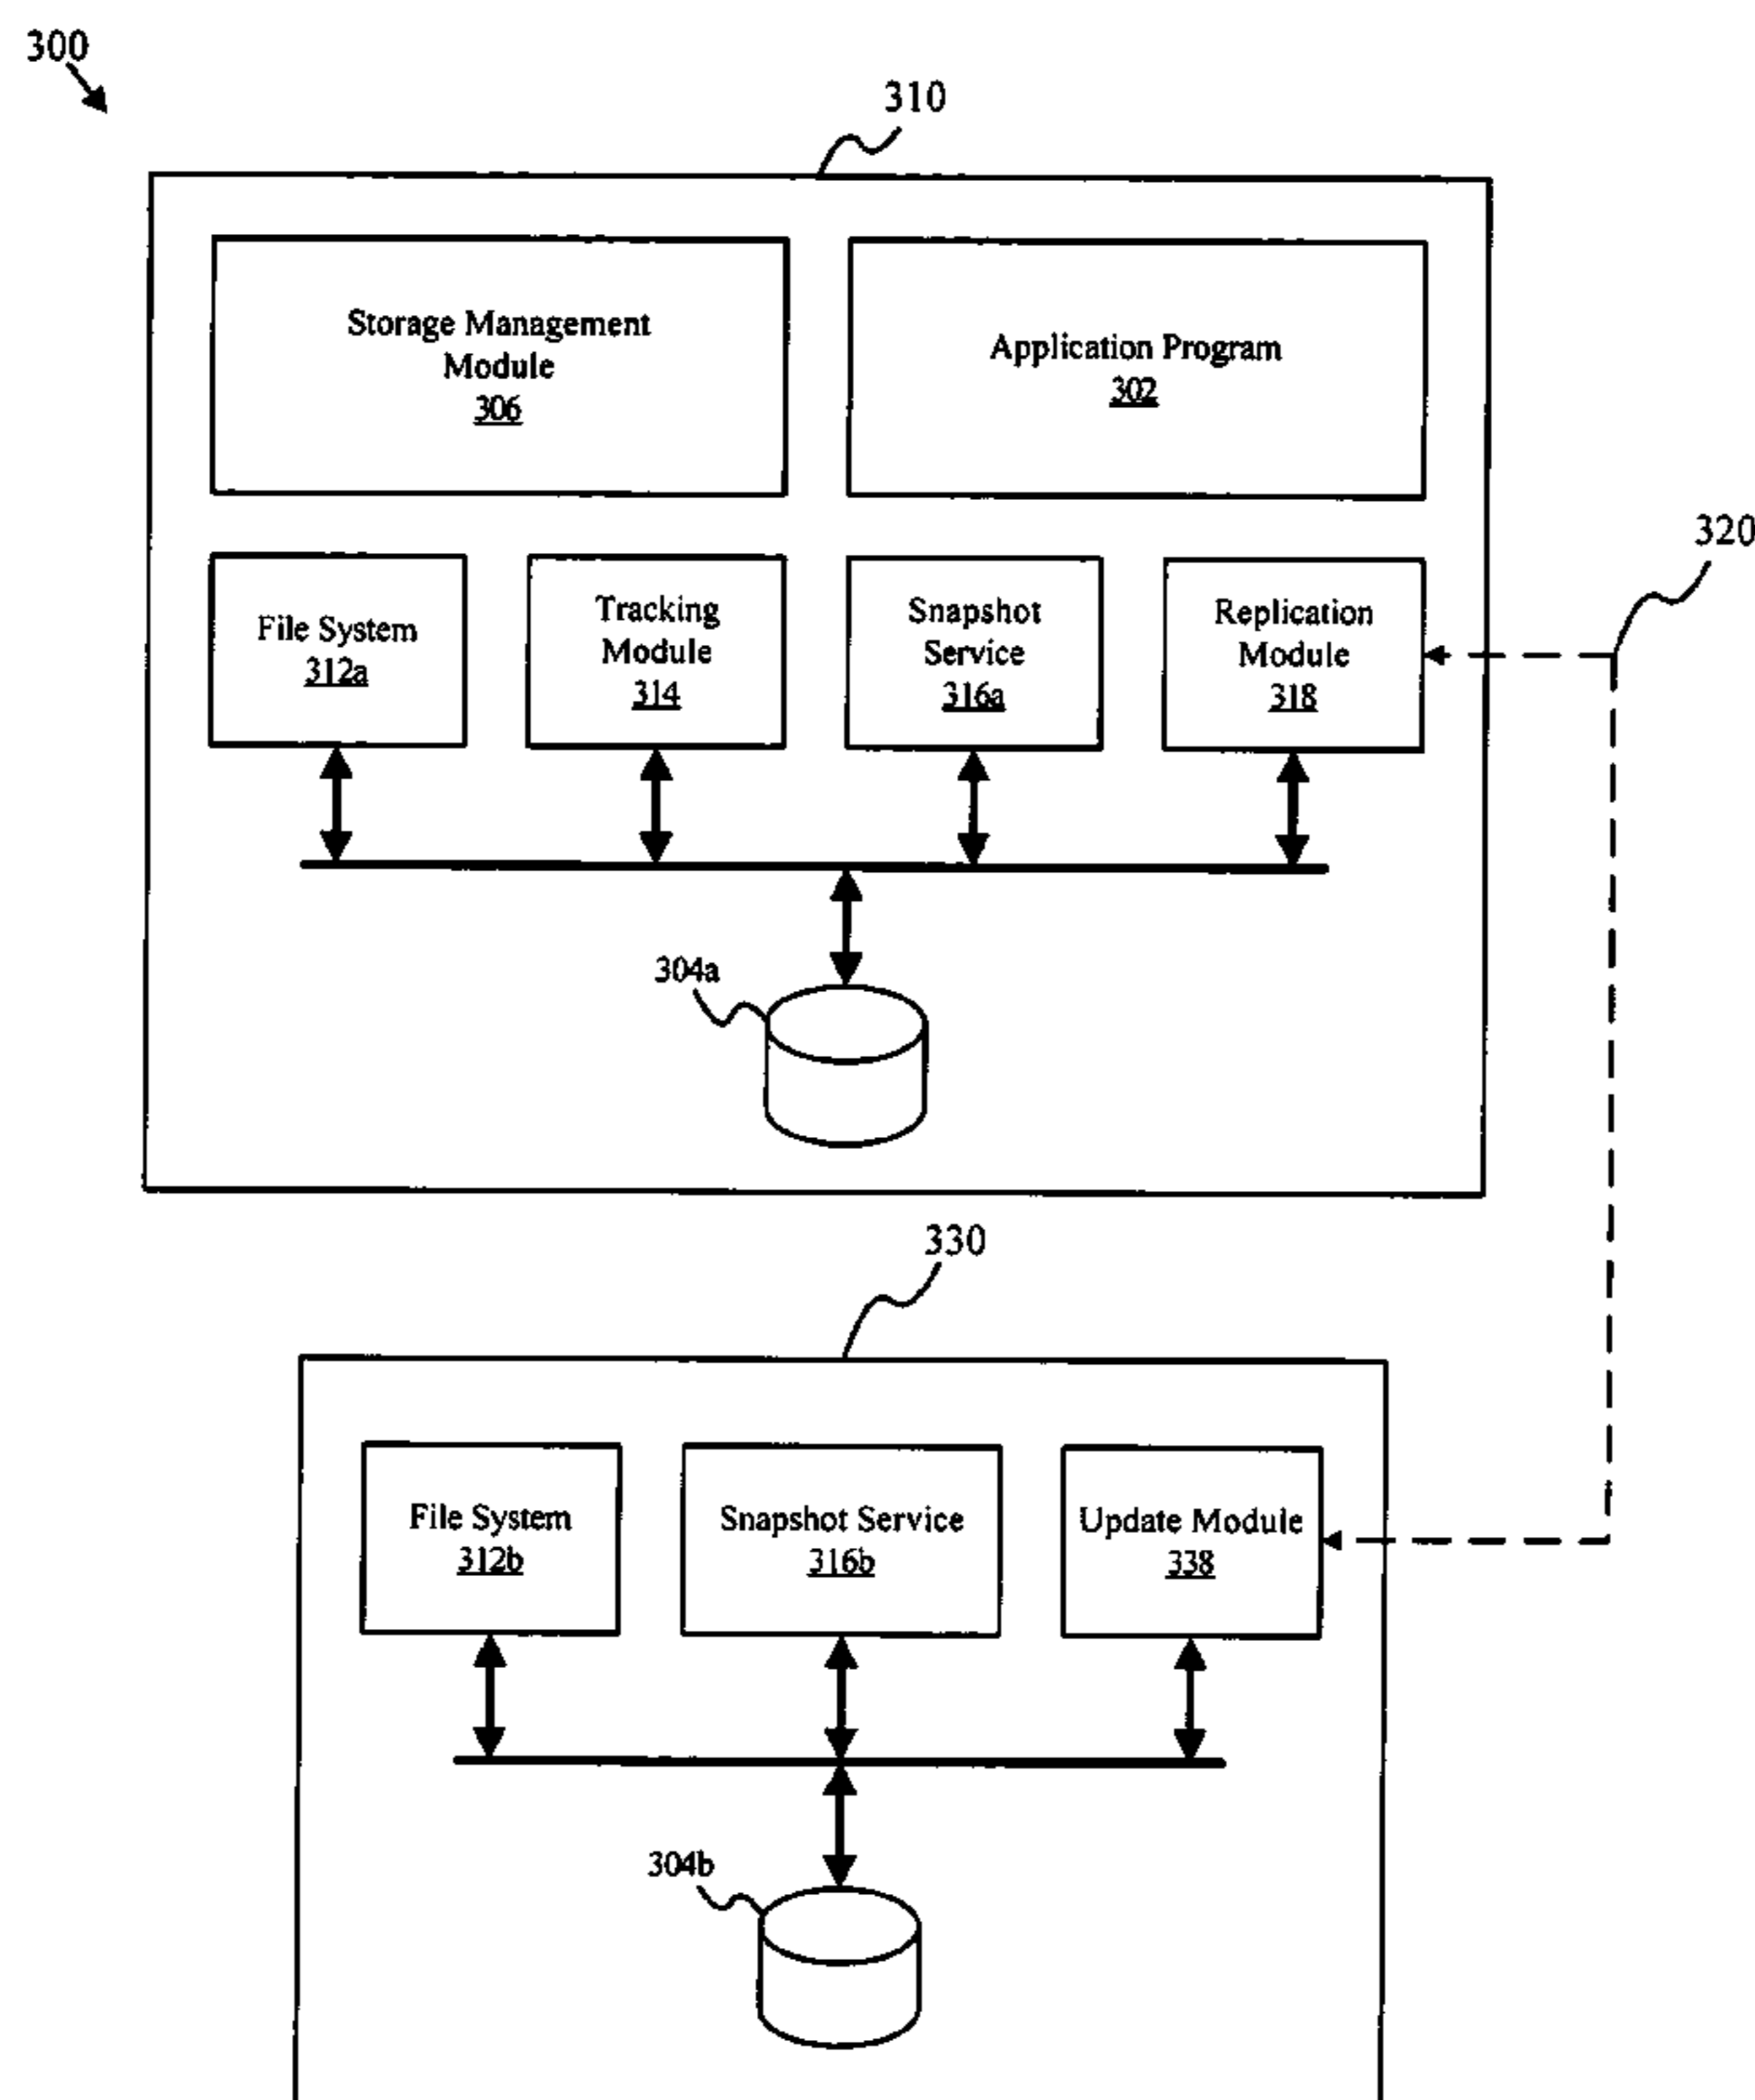 300
310
Storage Management
Module
306
Application Program
302
320
File System
312a
Tracking
Module
314
Snapshot
Service
316a
Replication
Module
318
304a
330
File System
312b
Snapshot Service
316b
Update Module
338
304b